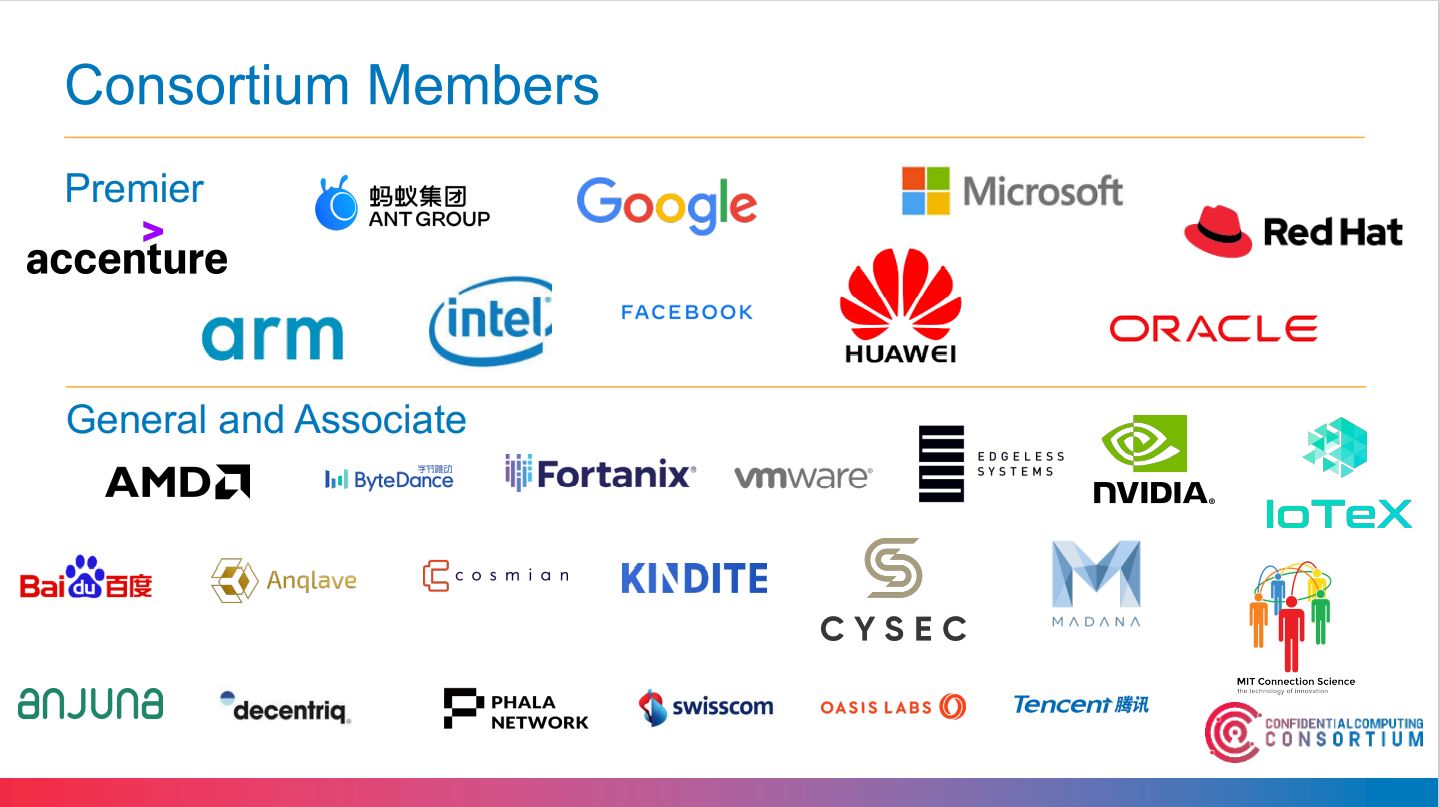 Consortium Members
Premier
>
accenture
蚂蚁集团
ANT GROUP
Google
Microsoft
Red Hat
arm
intel®
FACEBOOK
HUAWEI
ORACLE
General and Associate
AMD
字节跳动
ByteDance
Fortanix®
vmware®
EDGELESS
SYSTEMS
NVIDIA®
IoTeX
Bai du 百度
Anqlave
cosmian
KINDITE
CYSEC
MADANA
MIT Connection Science
the technology of innovation
anjuna
decentriq
PHALA
NETWORK
swisscom
OASIS LABS
Tencent 腾讯
CONFIDENTIAL COMPUTING
CONSORTIUM